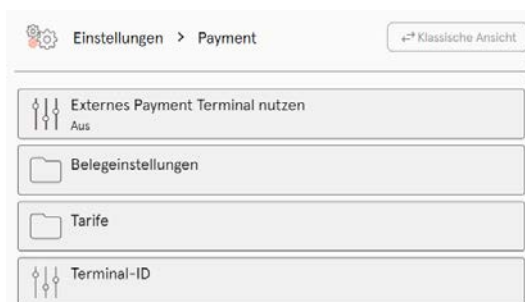 Einstellungen > Payment
Klassische Ansicht
Externes Payment Terminal nutzen
Aus
Belegeinstellungen
Tarife
Terminal-ID